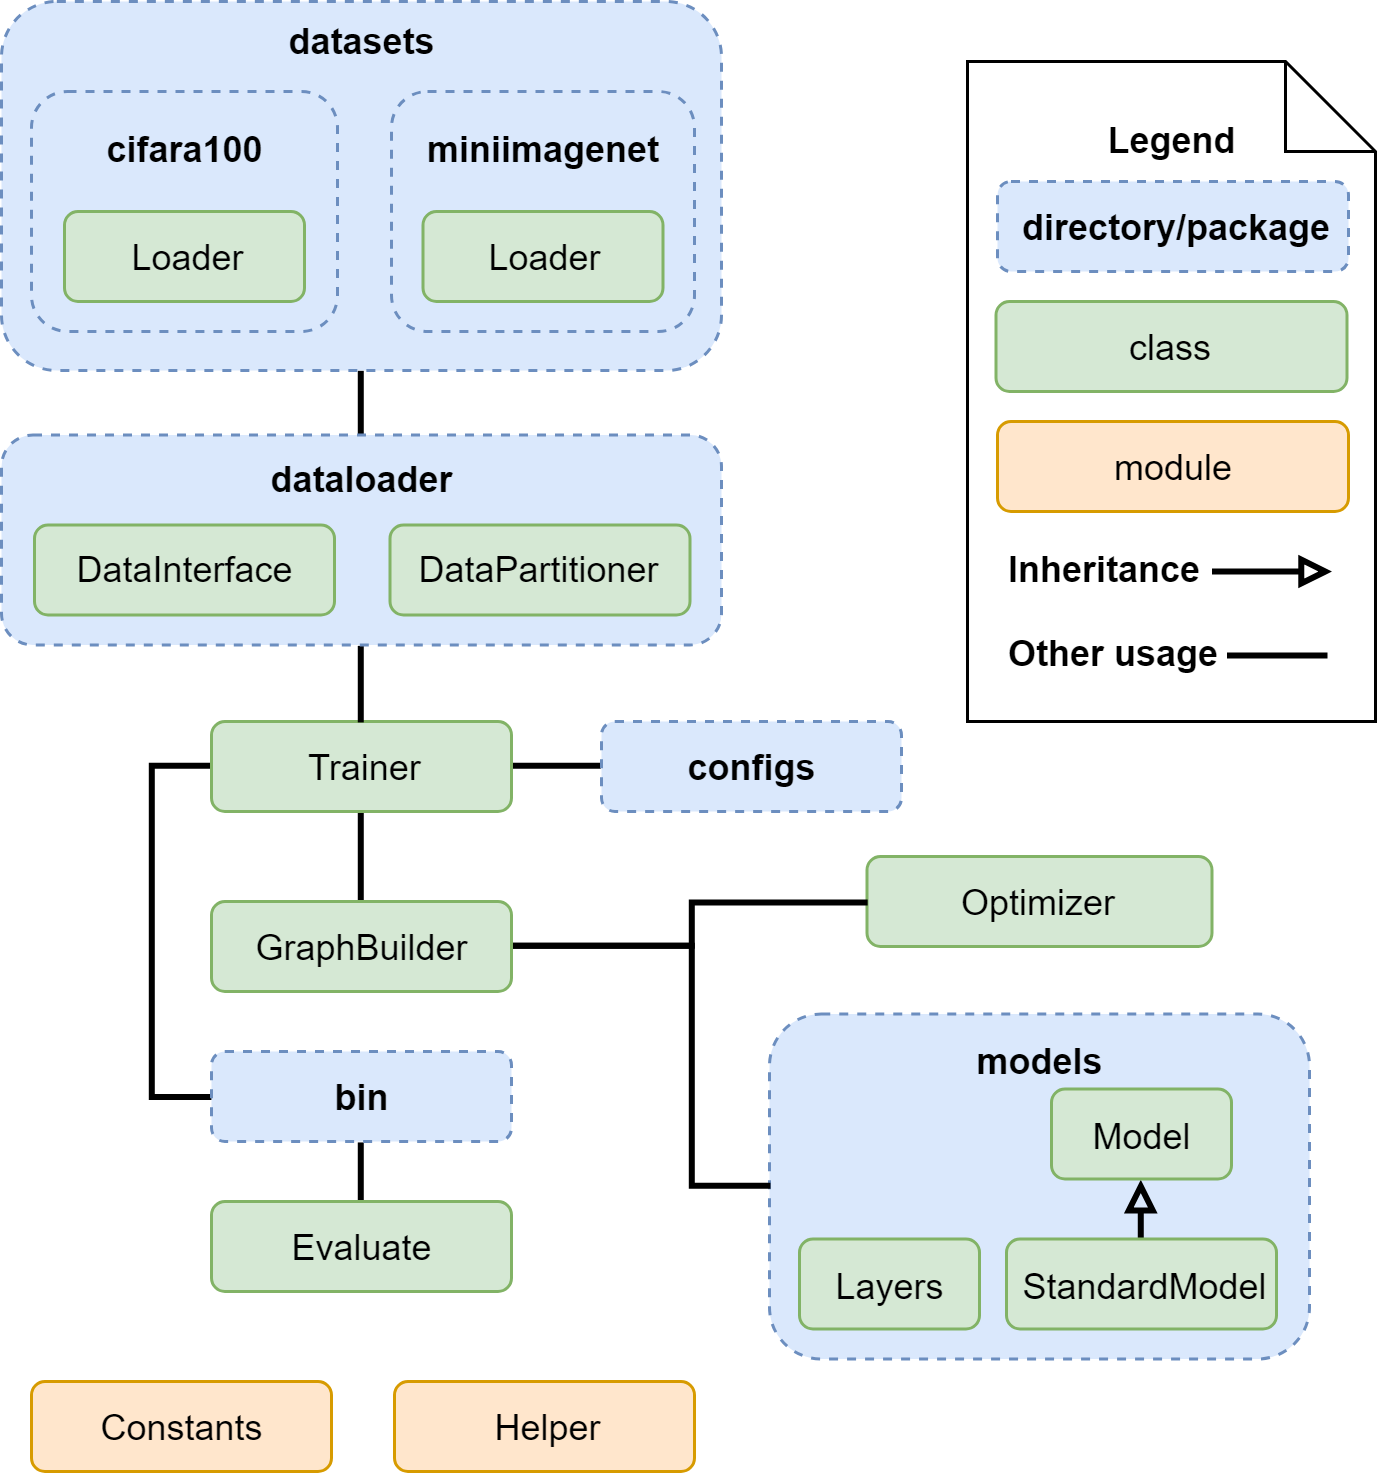 datasets
cifara100
miniimagenet
Loader
Loader
Legend
directory/package
class
module
Inheritance
Other usage
dataloader
DataInterface
DataPartitioner
Trainer
configs
GraphBuilder
Optimizer
bin
models
Model
Evaluate
Layers
StandardModel
Constants
Helper